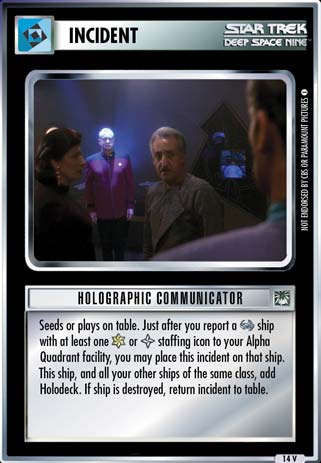 INCIDENT
STAR TREK
DEEP SPACE NINE
NOT ENDORSED BY CBS OR PARAMOUNT PICTURES
HOLOGRAPHIC COMMUNICATOR
Seeds or plays on table. Just after you report a ship
with at least one or staffing icon to your Alpha
Quadrant facility, you may place this incident on that ship.
This ship, and all your other ships of the same class, add
Holodeck. If ship is destroyed, return incident to table.
14 V